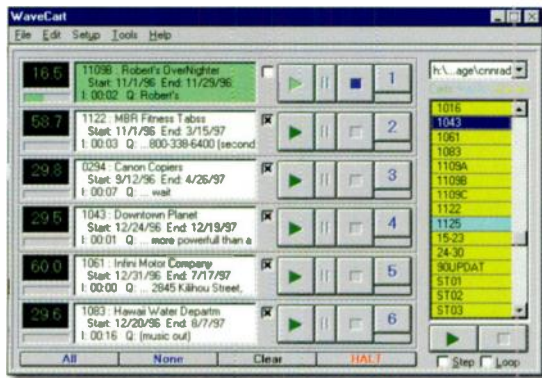 WaveCart
File Edit Setup Tools Help
16.5
1109B : Robert's OverNighter
Start: 11/1/96 End: 11/29/96
I: 00:02 Q: Robert's
1
58.7
1122 : MBR Fitness Tabss
Start: 11/1/96 End: 3/15/97
I: 00:03 Q: ...800-338-6400 (second
2
29.8
0294 : Canon Copiers
Start: 9/12/96 End: 4/26/97
I: 00:07 Q: ... wait
3
29.5
1043 : Downtown Planet
Start: 12/24/96 End: 12/19/97
I: 00:01 Q: ... more powerfull than a
4
60.0
1061 : Infini Motor Company
Start: 12/31/96 End: 7/17/97
I: 00:00 Q: ... 2845 Kilihou Street,
5
29.6
1083 : Hawaii Water Departm
Start: 12/20/96 End: 8/7/97
I: 00:16 Q: (music out)
6
All None Clear HALT
h:\...age\cnnrad
1016
1043
1061
1083
1109A
1109B
1109C
1122
1125
15-23
24-30
90UPDAT
ST01
ST02
ST03
Step Loop